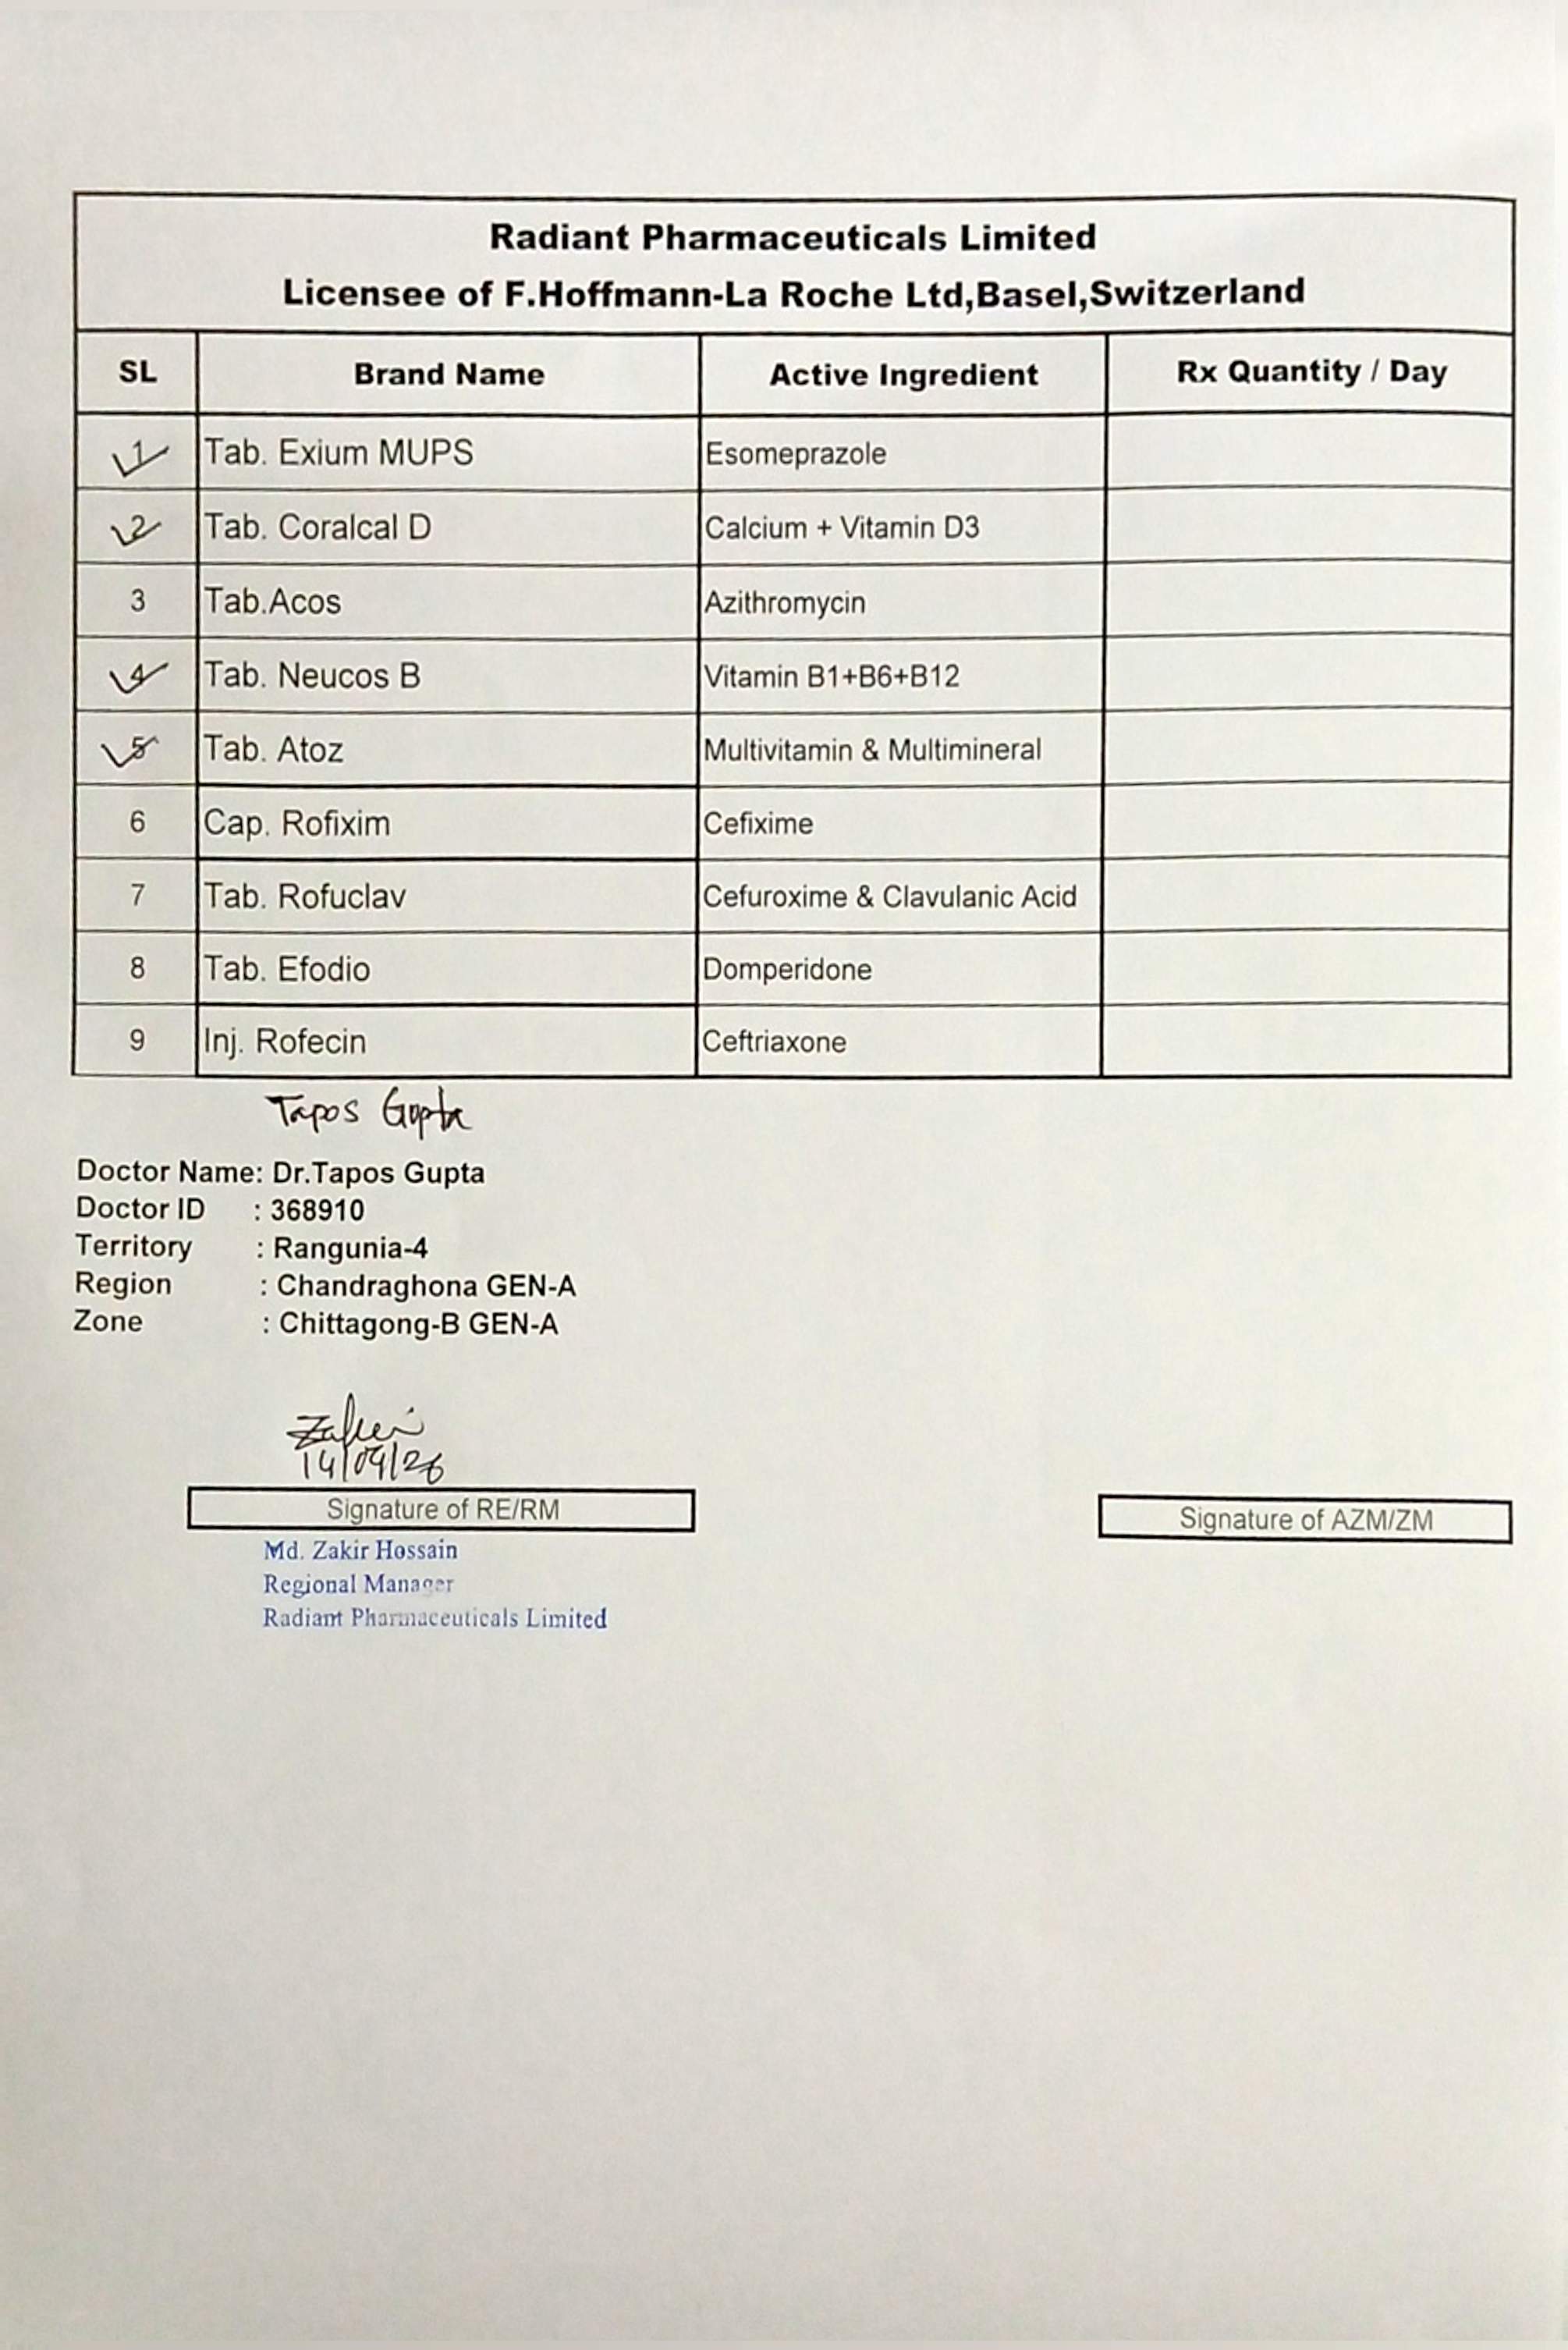 Radiant Pharmaceuticals Limited
Licensee of F.Hoffmann-La Roche Ltd,Basel,Switzerland
SL Brand Name Active Ingredient Rx Quantity / Day
1 Tab. Exium MUPS Esomeprazole
2 Tab. Coralcal D Calcium + Vitamin D3
3 Tab.Acos Azithromycin
4 Tab. Neucos B Vitamin B1+B6+B12
5 Tab. Atoz Multivitamin & Multimineral
6 Cap. Rofixim Cefixime
7 Tab. Rofuclav Cefuroxime & Clavulanic Acid
8 Tab. Efodio Domperidone
9 Inj. Rofecin Ceftriaxone
Tapos Gupta
Doctor Name: Dr.Tapos Gupta
Doctor ID : 368910
Territory : Rangunia-4
Region : Chandraghona GEN-A
Zone : Chittagong-B GEN-A
14/04/26
Signature of RE/RM Signature of AZM/ZM
Md. Zakir Hossain
Regional Manager
Radiant Pharmaceuticals Limited